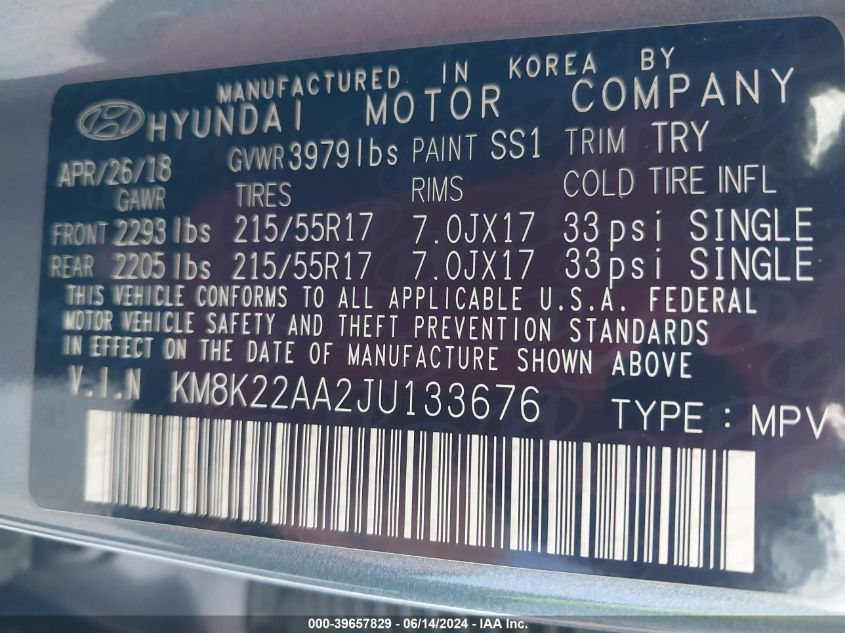 MANUFACTURED IN KOREA BY
HYUNDAI MOTOR COMPANY
APR/26/18 GVWR 3979lbs PAINT SS1 TRIM TRY
GAWR TIRES RIMS COLD TIRE INFL
FRONT 2293 lbs 215/55R17 7.0JX17 33psi SINGLE
REAR 2205 lbs 215/55R17 7.0JX17 33psi SINGLE
THIS VEHICLE CONFORMS TO ALL APPLICABLE U.S.A. FEDERAL
MOTOR VEHICLE SAFETY AND THEFT PREVENTION STANDARDS
IN EFFECT ON THE DATE OF MANUFACTURE SHOWN ABOVE
V.I.N KM8K22AA2JU133676 TYPE : MPV
000-39657829 - 06/14/2024 - IAA Inc.